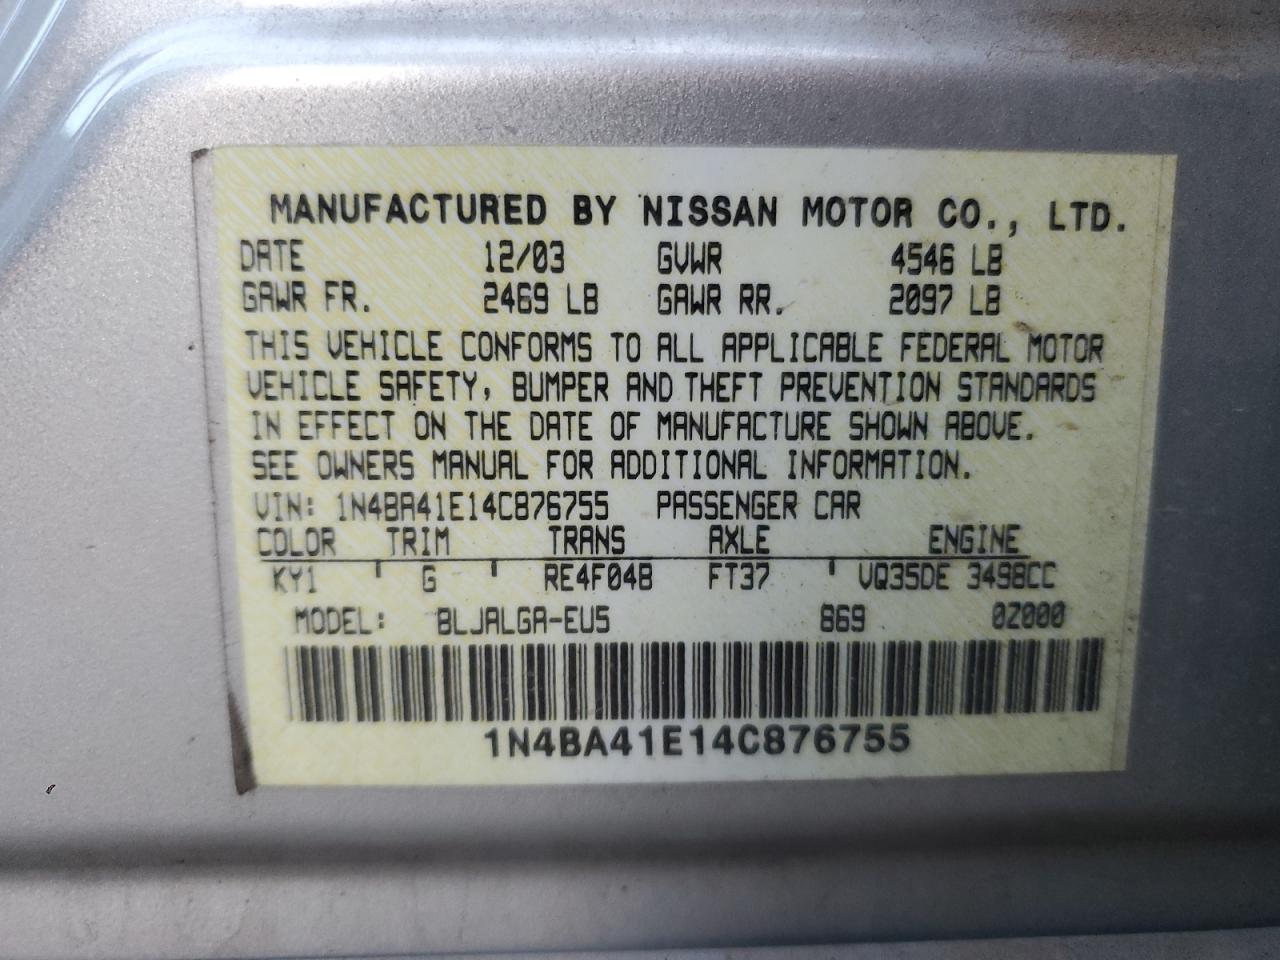 MANUFACTURED BY NISSAN MOTOR CO., LTD.
DATE 12/03 GVWR 4546 LB
GAWR FR. 2469 LB GAWR RR. 2097 LB
THIS VEHICLE CONFORMS TO ALL APPLICABLE FEDERAL MOTOR
VEHICLE SAFETY, BUMPER AND THEFT PREVENTION STANDARDS
IN EFFECT ON THE DATE OF MANUFACTURE SHOWN ABOVE.
SEE OWNERS MANUAL FOR ADDITIONAL INFORMATION.
VIN: 1N4BA41E14C876755 PASSENGER CAR
COLOR TRIM TRANS AXLE ENGINE
KY1 G RE4F04B FT37 VQ35DE 3498CC
MODEL: BLJALGA-EU5 869 0Z000
1N4BA41E14C876755